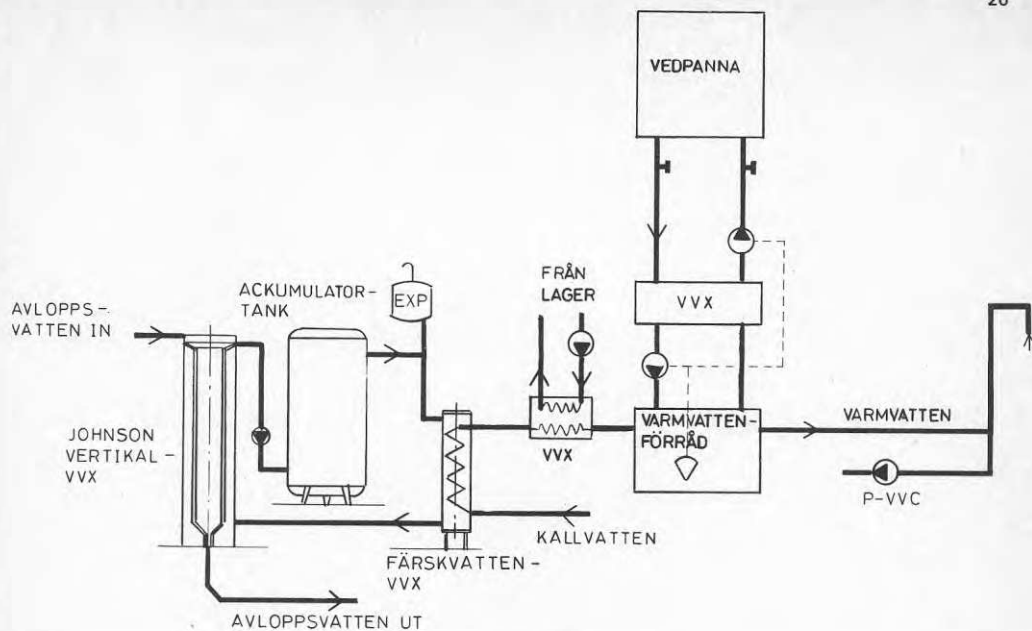 26
VEDPANNA
FRÅN
LAGER
ACKUMULATOR-
TANK
EXP
VVX
AVLOPPS-
VATTEN IN
VARMVATTEN
VARMVATTEN-
FÖRRÅD
JOHNSON
VERTIKAL-
VVX
VVX
P-VVC
KALLVATTEN
FÄRSKVATTEN-
VVX
AVLOPPSVATTEN UT